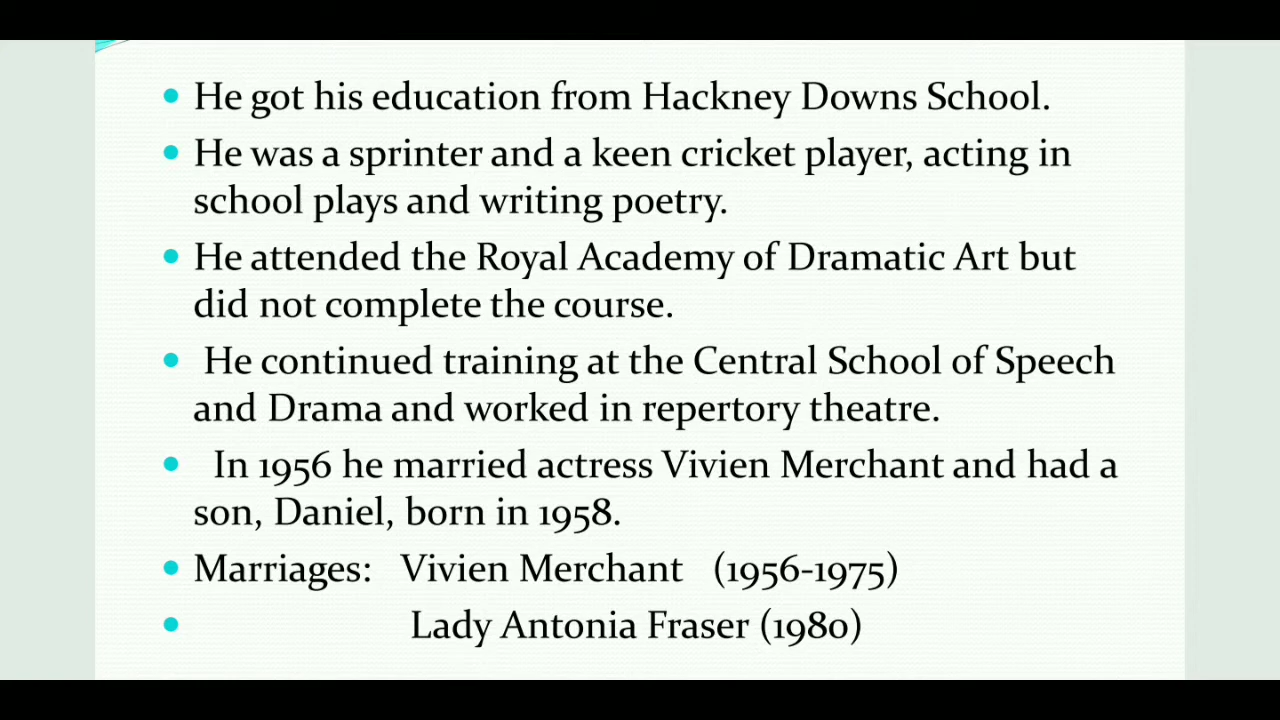 • He got his education from Hackney Downs School.
• He was a sprinter and a keen cricket player, acting in
school plays and writing poetry.
• He attended the Royal Academy of Dramatic Art but
did not complete the course.
• He continued training at the Central School of Speech
and Drama and worked in repertory theatre.
• In 1956 he married actress Vivien Merchant and had a
son, Daniel, born in 1958.
• Marriages: Vivien Merchant (1956-1975)
• Lady Antonia Fraser (1980)